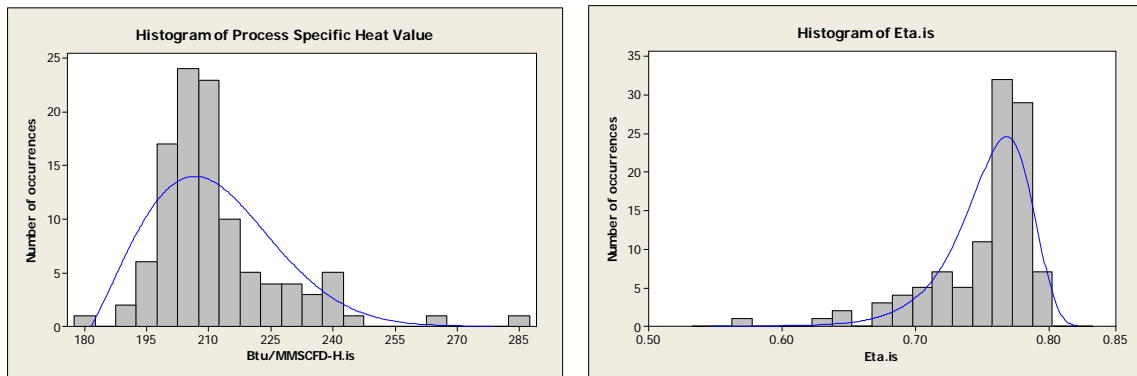 Histogram of Process Specific Heat Value
Number of occurrences
25
20
15
10
5
0
180 195 210 225 240 255 270 285
Btu/MMSCFD-H.is
Histogram of Eta.is
Number of occurrences
35
30
25
20
15
10
5
0
0.50 0.60 0.70 0.80 0.85
Eta.is